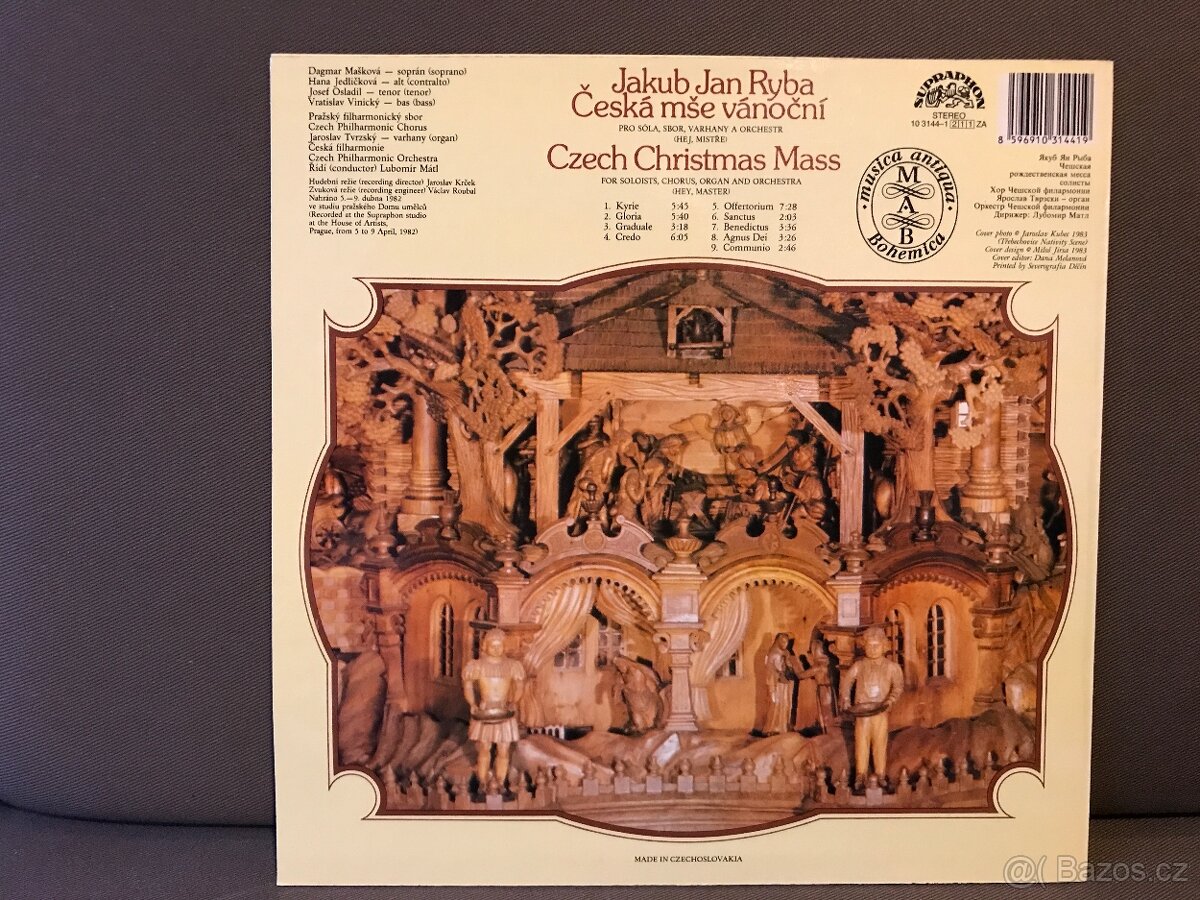 Dagmar Mašková — soprán (soprano)
Hana Jedličková — alt (contralto)
Josef Ošladil — tenor (tenor)
Vratislav Vinický — bas (bass)
Pražský filharmonický sbor
Czech Philharmonic Chorus
Jaroslav Tvrzský — varhany (organ)
Česká filharmonie
Czech Philharmonic Orchestra
Řídí (conductor) Lubomír Mátl
Hudební režie (recording director) Jaroslav Krček
Zvuková režie (recording engineer) Václav Roubal
Nahráno 5.—9. dubna 1982
ve studiu pražského Domu umělců
(Recorded at the Supraphon studio
at the House of Artists,
Prague, from 5 to 9 April, 1982)
Jakub Jan Ryba
Česká mše vánoční
PRO SÓLA, SBOR, VARHANY A ORCHESTR
(HEJ, MISTŘE)
Czech Christmas Mass
FOR SOLOISTS, CHORUS, ORGAN AND ORCHESTRA
(HEY, MASTER)
1. Kyrie 5:45
2. Gloria 5:40
3. Graduale 3:18
4. Credo 6:05
5. Offertorium 7:28
6. Sanctus 2:03
7. Benedictus 3:36
8. Agnus Dei 3:26
9. Communio 2:46
SUPRAPHON
STEREO
10 3144-1 211 ZA
musica antiqua
MAB
Bohemica
8 596910 314419
Якуб Ян Рыба
Чешская
рождественская месса
солисты
Хор Чешской филармонии
Ярослав Тврзски – орган
Оркестр Чешской филармонии
Дирижер: Лубомир Матл
Cover photo © Jaroslav Kubec 1983
(Třebechovice Nativity Scene)
Cover design © Miloš Jirsa 1983
Cover editor: Dana Melanová
Printed by Severografia Děčín
MADE IN CZECHOSLOVAKIA
@( Bazos.cz